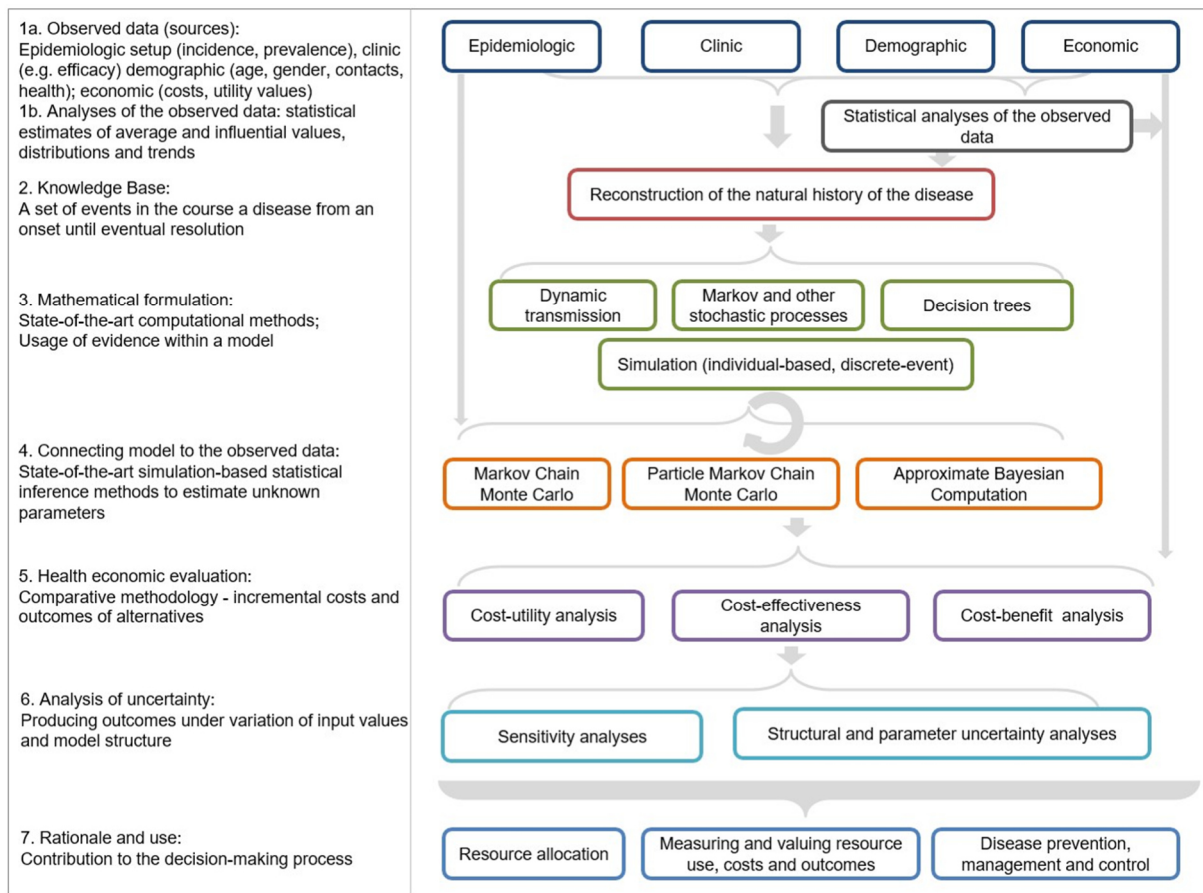 1a. Observed data (sources):
Epidemiologic setup (incidence, prevalence), clinic
(e.g. efficacy) demographic (age, gender, contacts,
health); economic (costs, utility values)
1b. Analyses of the observed data: statistical
estimates of average and influential values,
distributions and trends
Epidemiologic
Clinic
Demographic
Economic
Statistical analyses of the observed
data
2. Knowledge Base:
A set of events in the course a disease from an
onset until eventual resolution
Reconstruction of the natural history of the disease
3. Mathematical formulation:
State-of-the-art computational methods;
Usage of evidence within a model
Dynamic
transmission
Markov and other
stochastic processes
Decision trees
Simulation (individual-based, discrete-event)
4. Connecting model to the observed data:
State-of-the-art simulation-based statistical
inference methods to estimate unknown
parameters
Markov Chain
Monte Carlo
Particle Markov Chain
Monte Carlo
Approximate Bayesian
Computation
5. Health economic evaluation:
Comparative methodology - incremental costs and
outcomes of alternatives
Cost-utility analysis
Cost-effectiveness
analysis
Cost-benefit analysis
6. Analysis of uncertainty:
Producing outcomes under variation of input values
and model structure
Sensitivity analyses
Structural and parameter uncertainty analyses
7. Rationale and use:
Contribution to the decision-making process
Resource allocation
Measuring and valuing resource
use, costs and outcomes
Disease prevention,
management and control